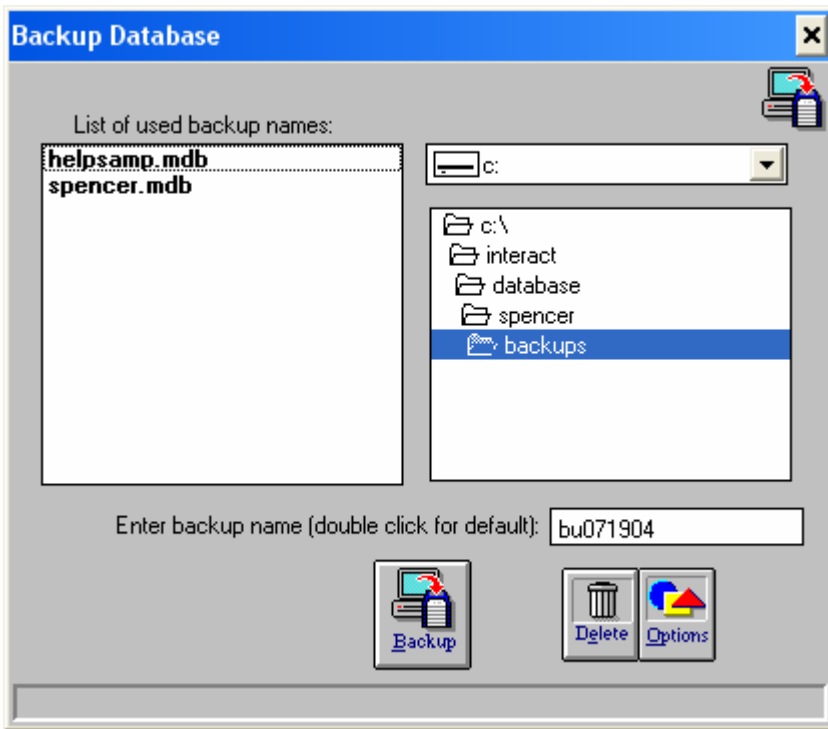 Backup Database
List of used backup names:
helpsamp.mdb
spencer.mdb
c:
c:\
interact
database
spencer
backups
Enter backup name (double click for default):
bu071904
Backup
Delete
Options